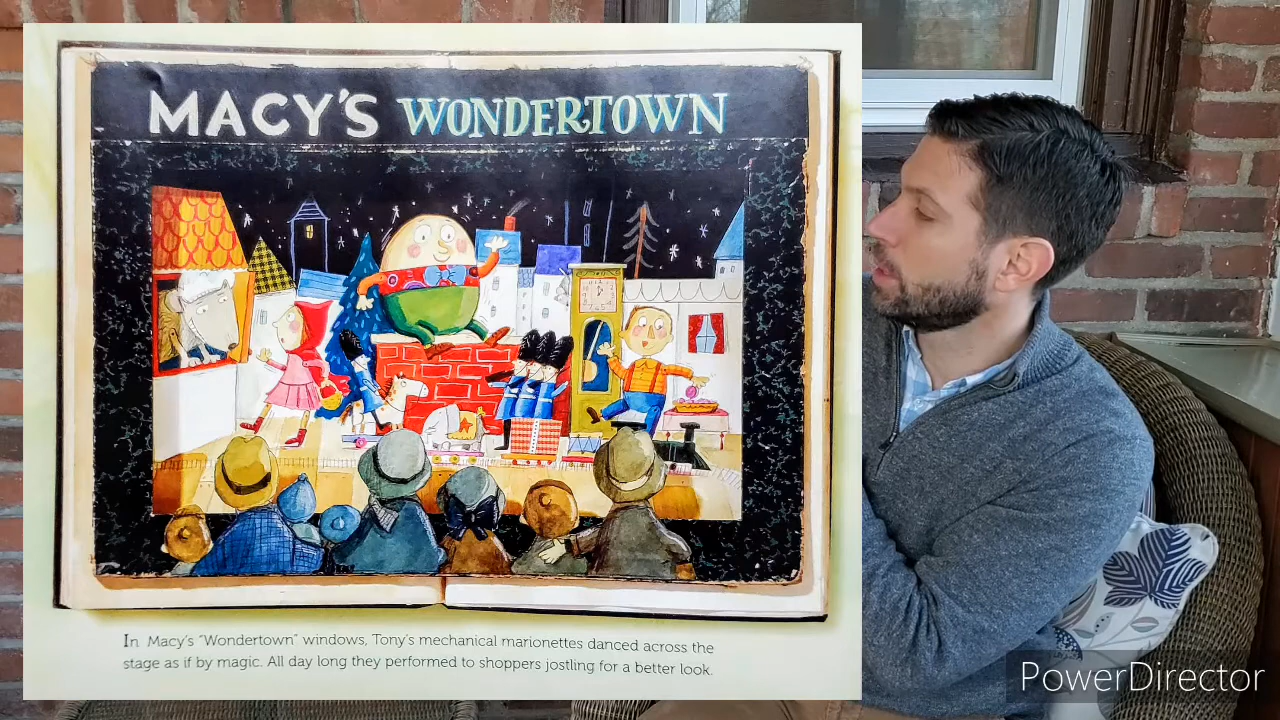 MACY'S WONDERTOWN
In Macy's "Wondertown" windows, Tony's mechanical marionettes danced across the
stage as if by magic. All day long they performed to shoppers jostling for a better look.
PowerDirector